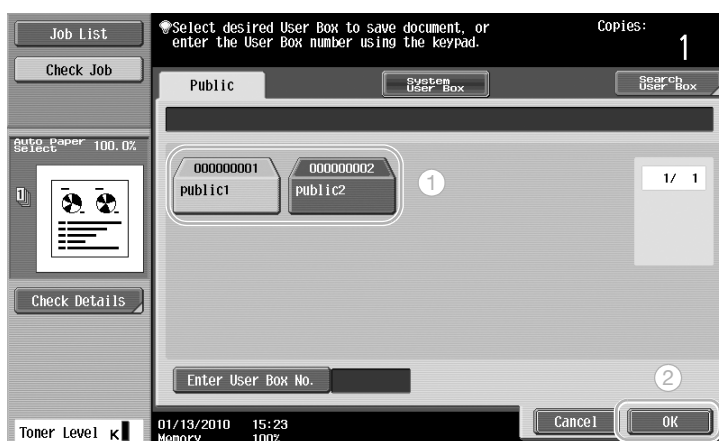 Job List
Check Job
Select desired User Box to save document, or
enter the User Box number using the keypad.
Copies:
1
Public
System
User Box
Search
User Box
Auto Paper
Select
100.0%
1
000000001
public1
000000002
public2
1
1/ 1
Check Details
Enter User Box No.
2
Toner Level K
01/13/2010 15:23
Memory 100%
Cancel
OK